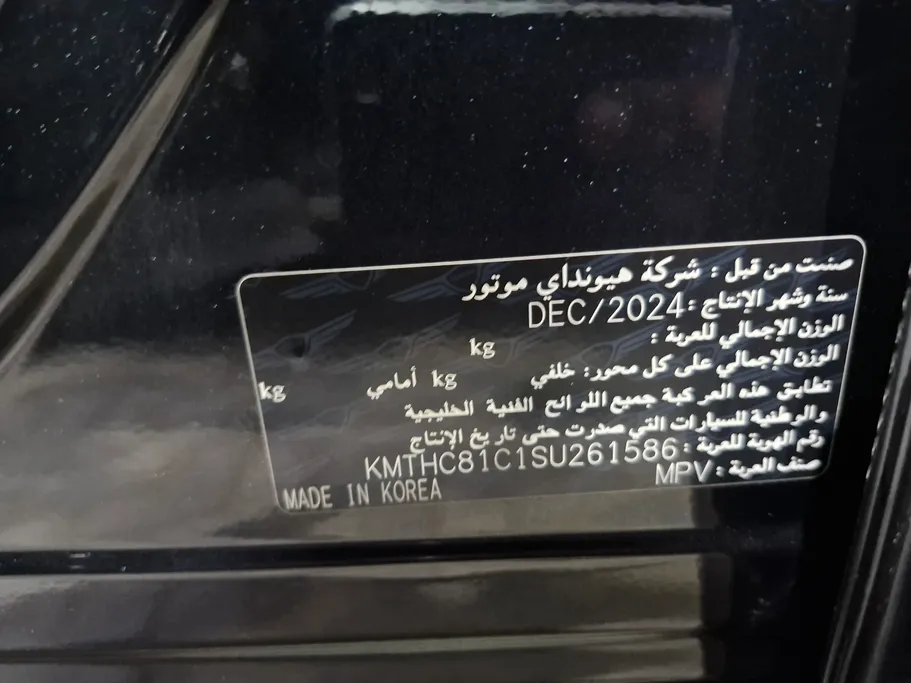 صنعت من قبل : شركة هيونداي موتور
سنة وشهر الإنتاج : DEC/2024
الوزن الإجمالي للعربة : kg
الوزن الإجمالي على كل محور: خلفي kg أمامي kg
تطابق هذه المركبة جميع اللوائح الفنية الخليجية
والوطنية للسيارات التي صدرت حتى تاريخ الإنتاج
رقم الهوية للعربة : KMTHC81C1SU261586
صنف العربة : MPV
MADE IN KOREA